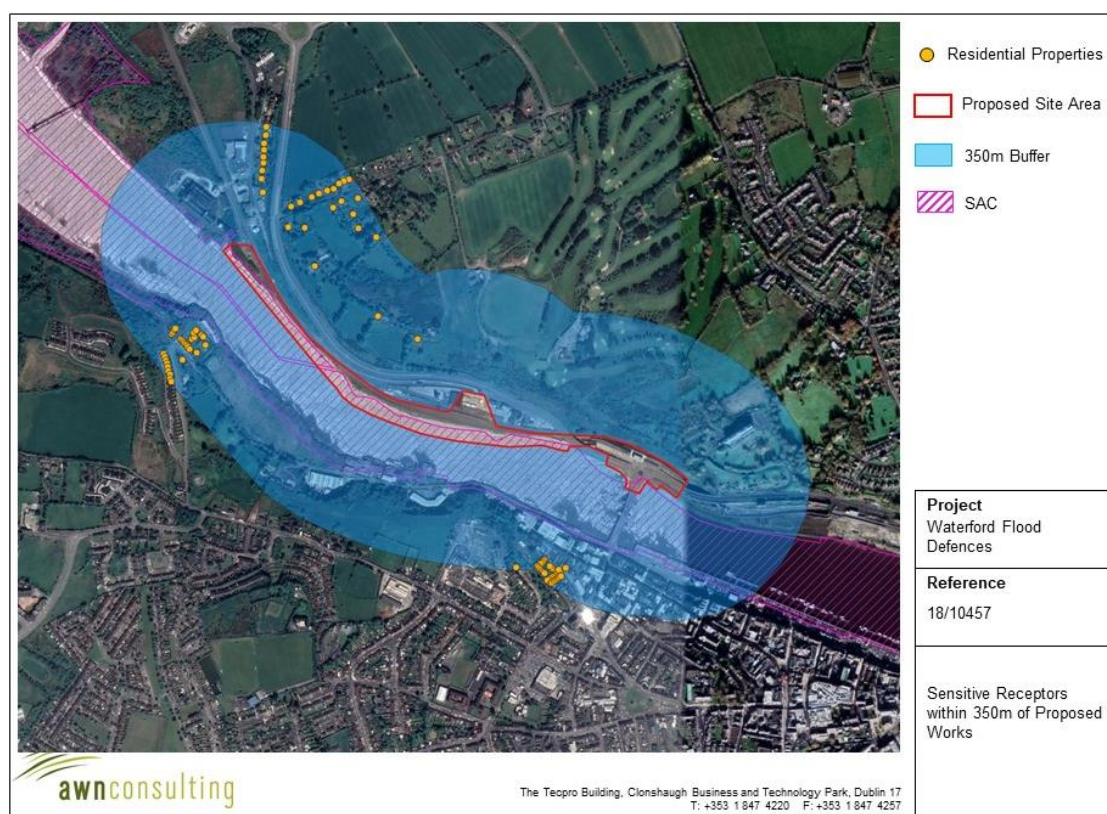 Residential Properties
Proposed Site Area
350m Buffer
SAC
Project
Waterford Flood
Defences
Reference
18/10457
Sensitive Receptors
within 350m of Proposed
Works
awnconsulting
The Tecpro Building, Clonshaugh Business and Technology Park, Dublin 17
T: +353 1 847 4220 F: +353 1 847 4257